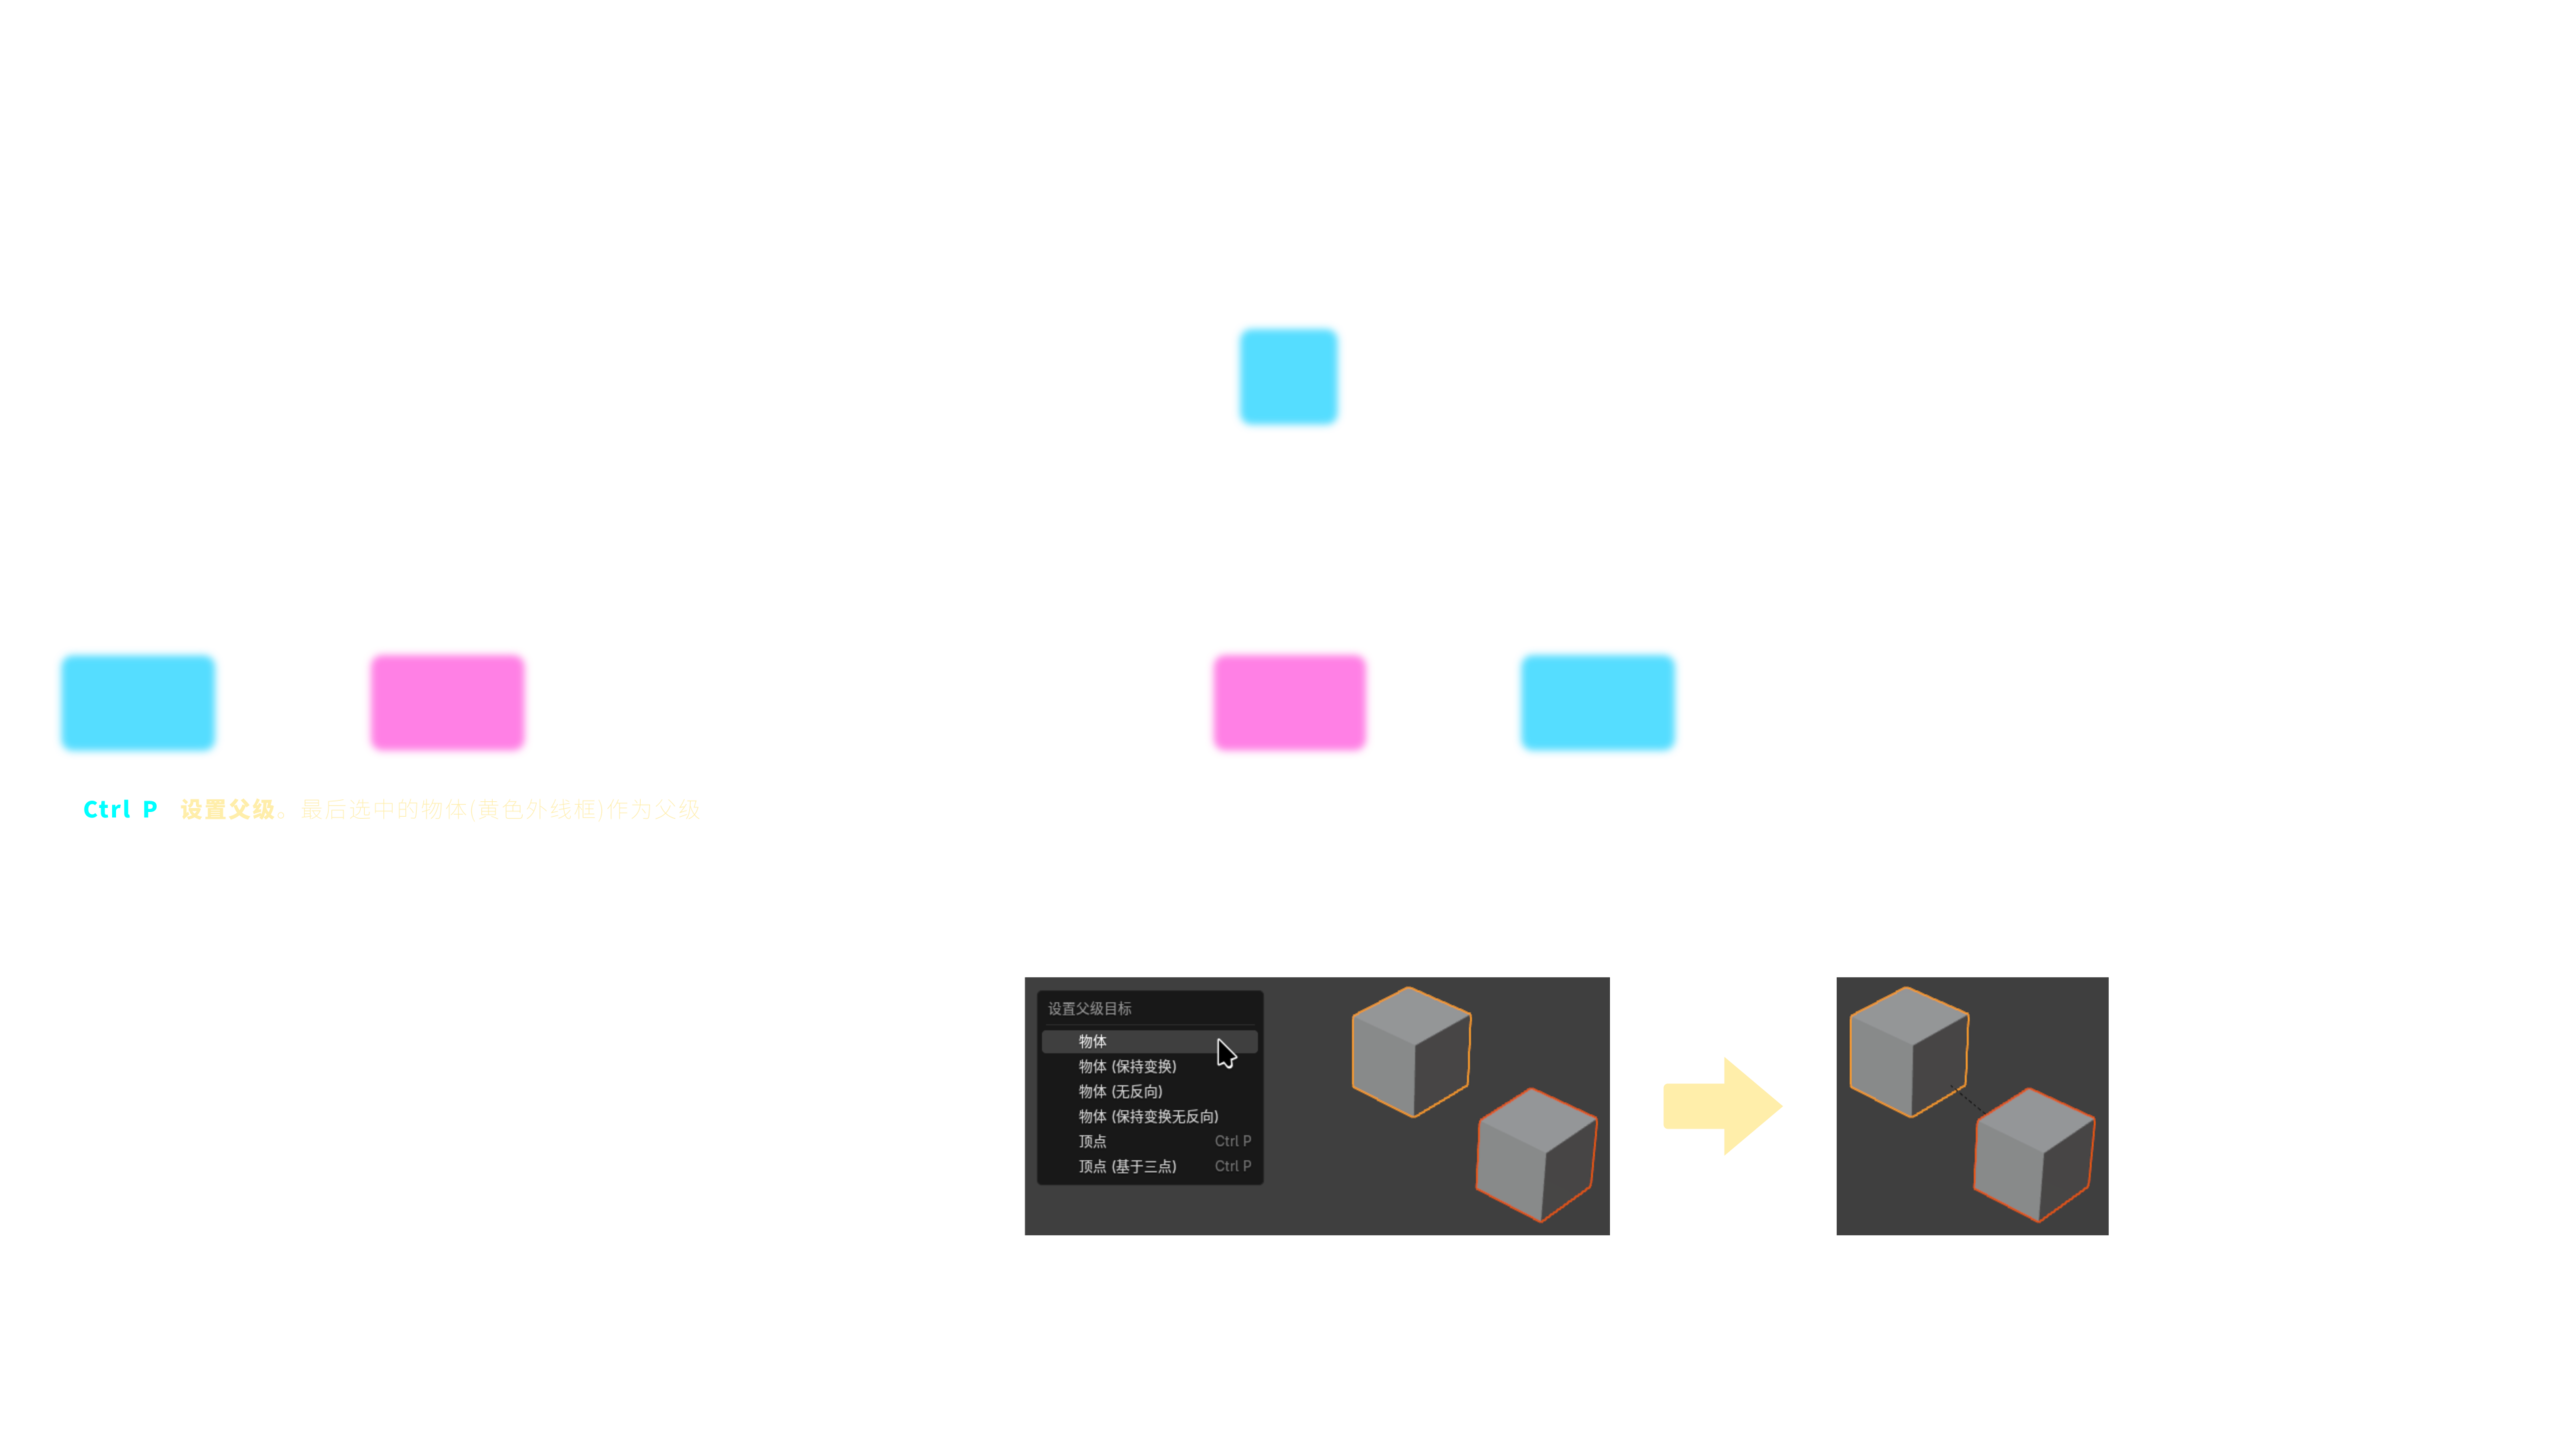 Ctrl P 设置父级。最后选中的物体(黄色外线框)作为父级
设置父级目标
物体
物体 (保持变换)
物体 (无反向)
物体 (保持变换无反向)
顶点 Ctrl P
顶点 (基于三点) Ctrl P